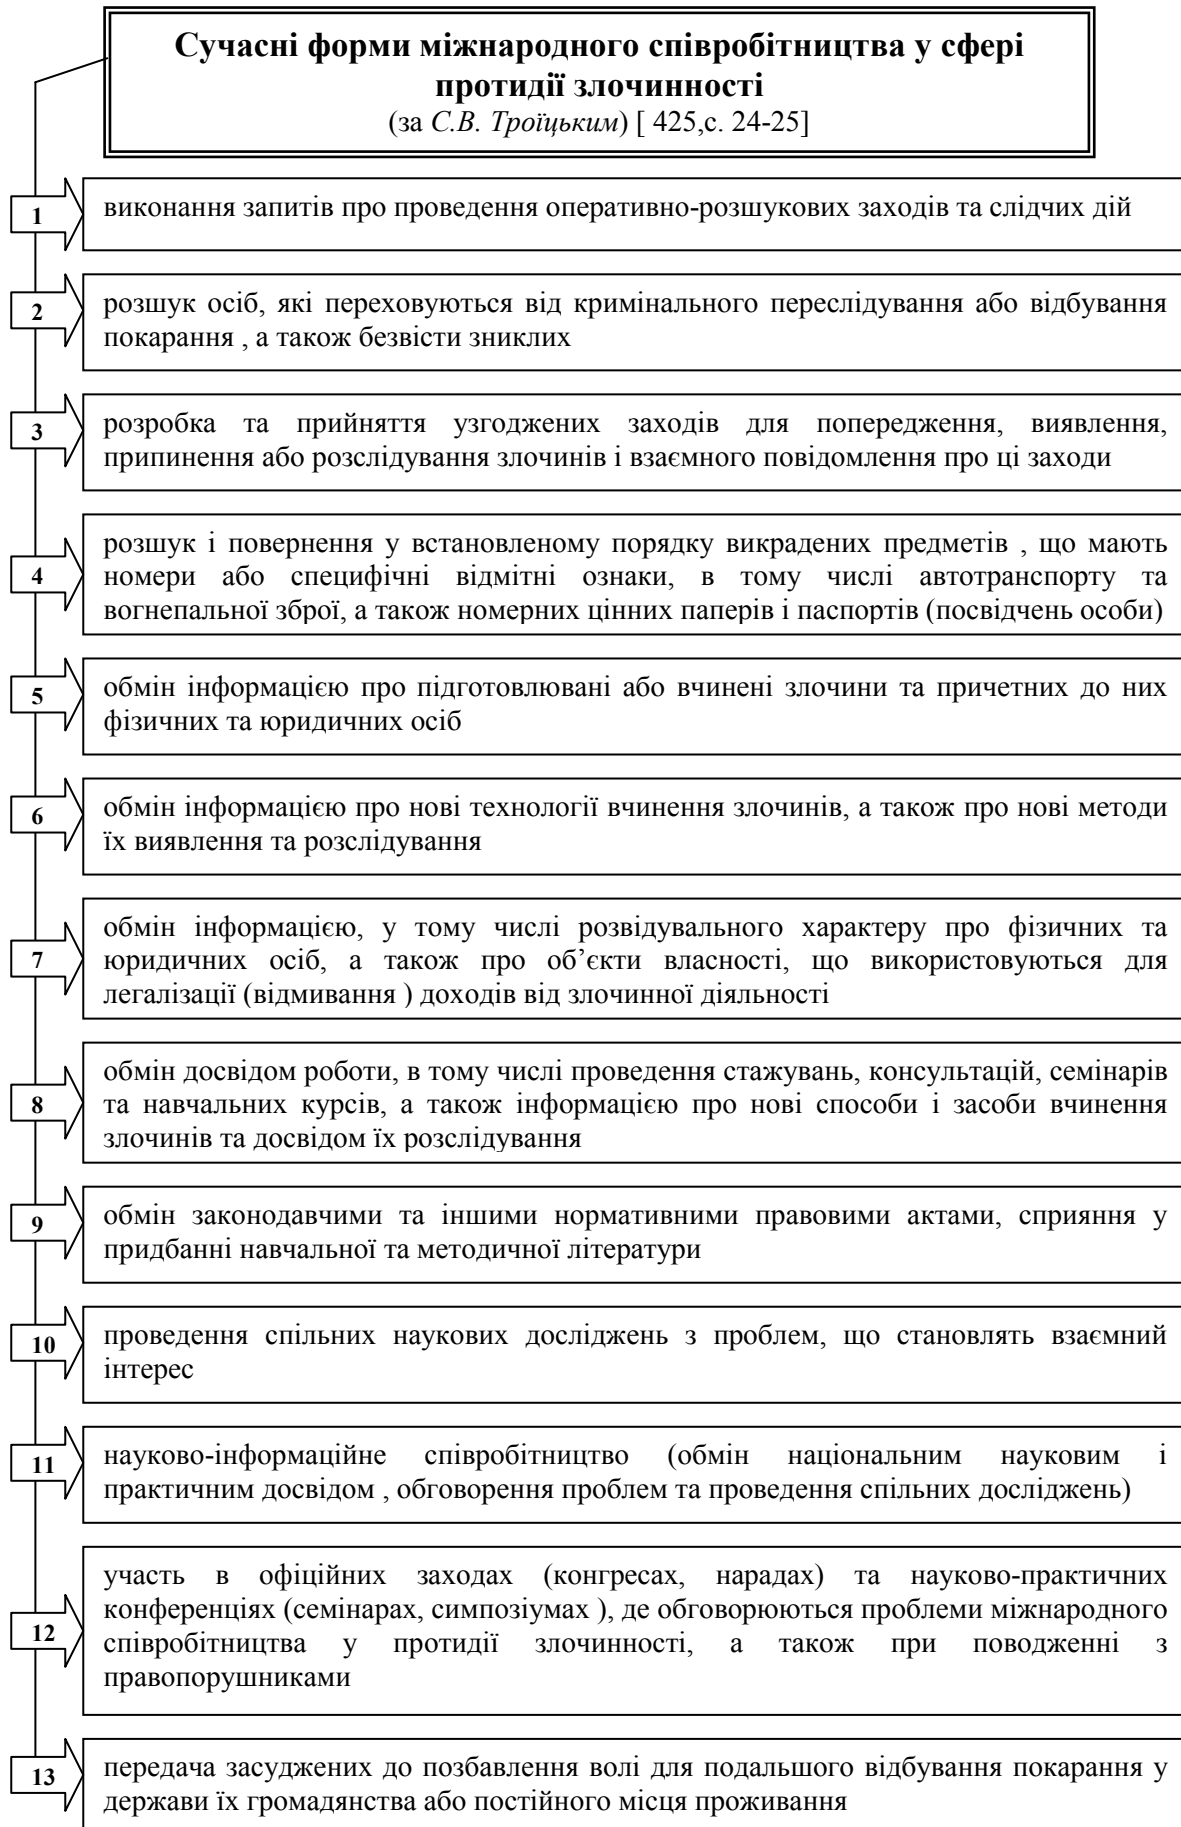 Сучасні форми міжнародного співробітництва у сфері
протидії злочинності
(за С.В. Троїцьким) [ 425,с. 24-25]
1
виконання запитів про проведення оперативно-розшукових заходів та слідчих дій
2
розшук осіб, які переховуються від кримінального переслідування або відбування
покарання , а також безвісти зниклих
3
розробка та прийняття узгоджених заходів для попередження, виявлення,
припинення або розслідування злочинів і взаємного повідомлення про ці заходи
4
розшук і повернення у встановленому порядку викрадених предметів , що мають
номери або специфічні відмітні ознаки, в тому числі автотранспорту та
вогнепальної зброї, а також номерних цінних паперів і паспортів (посвідчень особи)
5
обмін інформацією про підготовлювані або вчинені злочини та причетних до них
фізичних та юридичних осіб
6
обмін інформацією про нові технології вчинення злочинів, а також про нові методи
їх виявлення та розслідування
7
обмін інформацією, у тому числі розвідувального характеру про фізичних та
юридичних осіб, а також про об’єкти власності, що використовуються для
легалізації (відмивання ) доходів від злочинної діяльності
8
обмін досвідом роботи, в тому числі проведення стажувань, консультацій, семінарів
та навчальних курсів, а також інформацією про нові способи і засоби вчинення
злочинів та досвідом їх розслідування
9
обмін законодавчими та іншими нормативними правовими актами, сприяння у
придбанні навчальної та методичної літератури
10
проведення спільних наукових досліджень з проблем, що становлять взаємний
інтерес
11
науково-інформаційне співробітництво (обмін національним науковим і
практичним досвідом , обговорення проблем та проведення спільних досліджень)
12
участь в офіційних заходах (конгресах, нарадах) та науково-практичних
конференціях (семінарах, симпозіумах ), де обговорюються проблеми міжнародного
співробітництва у протидії злочинності, а також при поводженні з
правопорушниками
13
передача засуджених до позбавлення волі для подальшого відбування покарання у
держави їх громадянства або постійного місця проживання